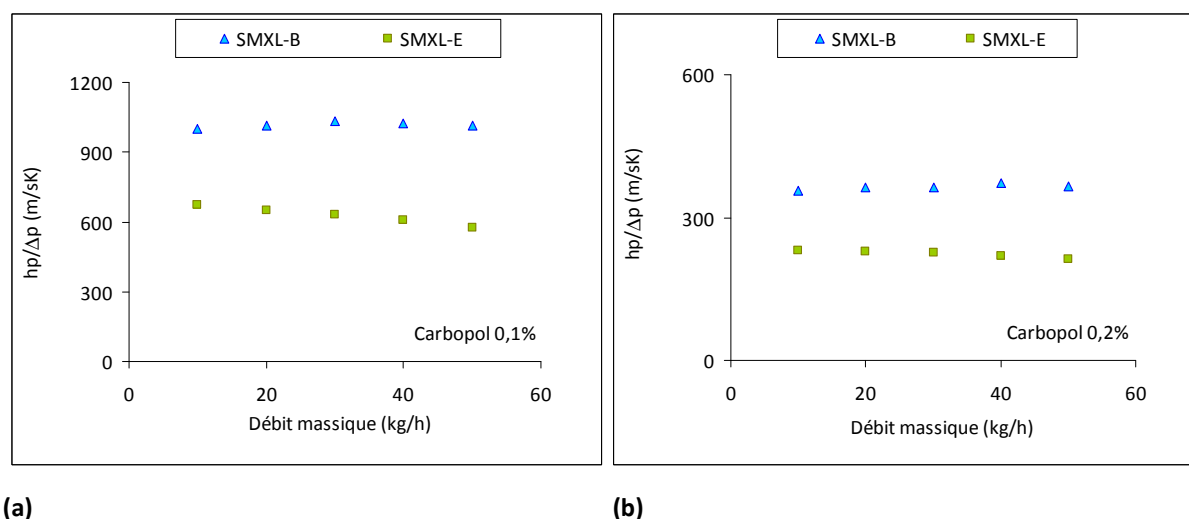 SMXL-B SMXL-E
1200
900
600
300
0
hp/Δp (m/sK)
0 20 40 60
Débit massique (kg/h)
Carbopol 0,1%
(a)
SMXL-B SMXL-E
600
300
0
hp/Δp (m/sK)
0 20 40 60
Débit massique (kg/h)
Carbopol 0,2%
(b)